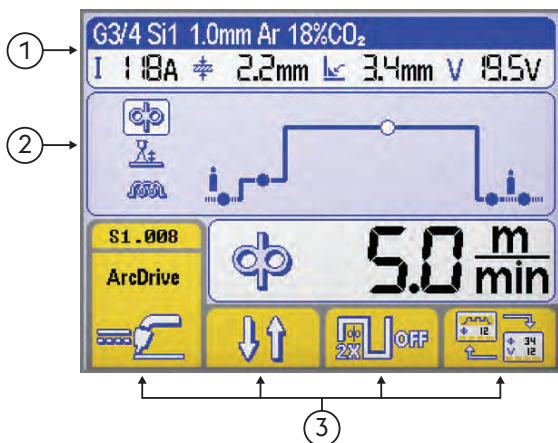 G3/4 Si1 1.0mm Ar 18%CO₂
I 118A 2.2mm 3.4mm V 19.5V
1
2
S1.008
ArcDrive
5.0 m/min
2X OFF
12
34
V 12
3